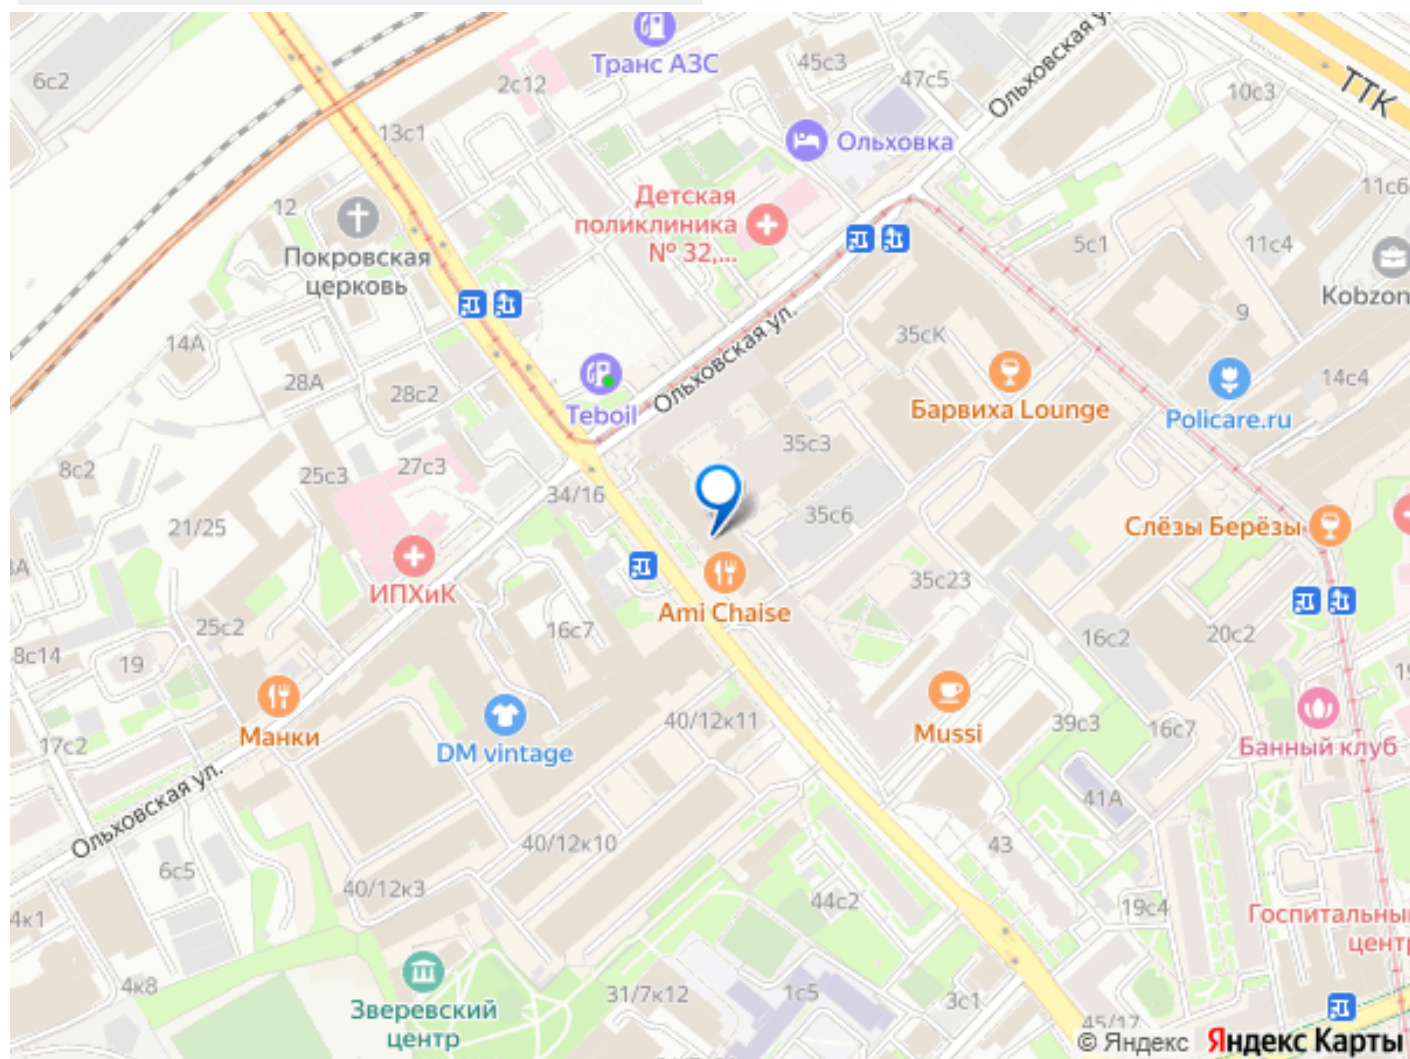 Транс АЗС
6с2
2с12
45с3
47с5
Ольховская ул.
ТТК
10с3
13с1
Ольховка
11с6
Детская
поликлиника
№ 32,...
12
Покровская
церковь
5с1
11с4
Kobzon
9
14А
35сК
Ольховская ул.
28А
28с2
Teboil
Барвиха Lounge
14с4
Policare.ru
8с2
25с3
27с3
35с3
34/16
21/25
35с6
Слёзы Берёзы
ИПХиК
Ami Chaise
35с23
25с2
16с7
8с14
19
16с2
20с2
Манки
DM vintage
40/12к11
Mussi
39с3
16с7
17с2
Банный клуб
Ольховская ул.
41А
40/12к10
43
6с5
40/12к3
44с2
19с4
4к1
Госпитальны
центр
4к8
31/7к12
1с5
3с1
Зверевский
центр
45/17
© Яндекс Яндекс Карты